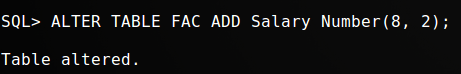 SQL> ALTER TABLE FAC ADD Salary Number(8, 2);
Table altered.